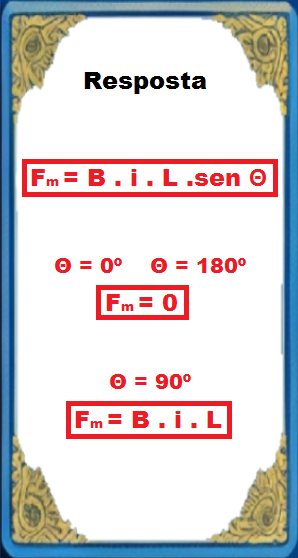 Resposta
Fm = B . i . L .sen Θ
Θ = 0º Θ = 180º
Fm = 0
Θ = 90º
Fm = B . i . L